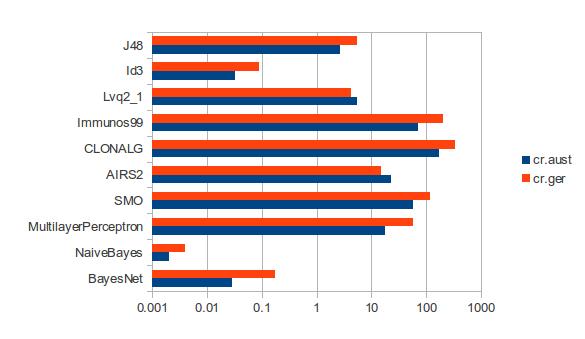 J48
Id3
Lvq2_1
Immunos99
CLONALG
AIRS2
SMO
MultilayerPerceptron
NaiveBayes
BayesNet
cr.aust
cr.ger
0.001 0.01 0.1 1 10 100 1000